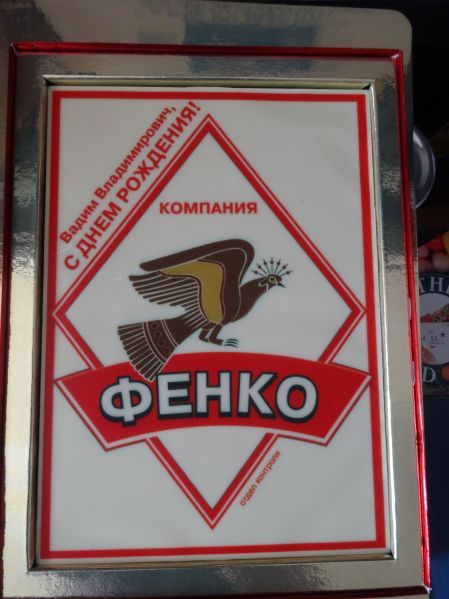 Вадим Владимирович,
С ДНЕМ РОЖДЕНИЯ!
КОМПАНИЯ
ФЕНКО
отдел контроля